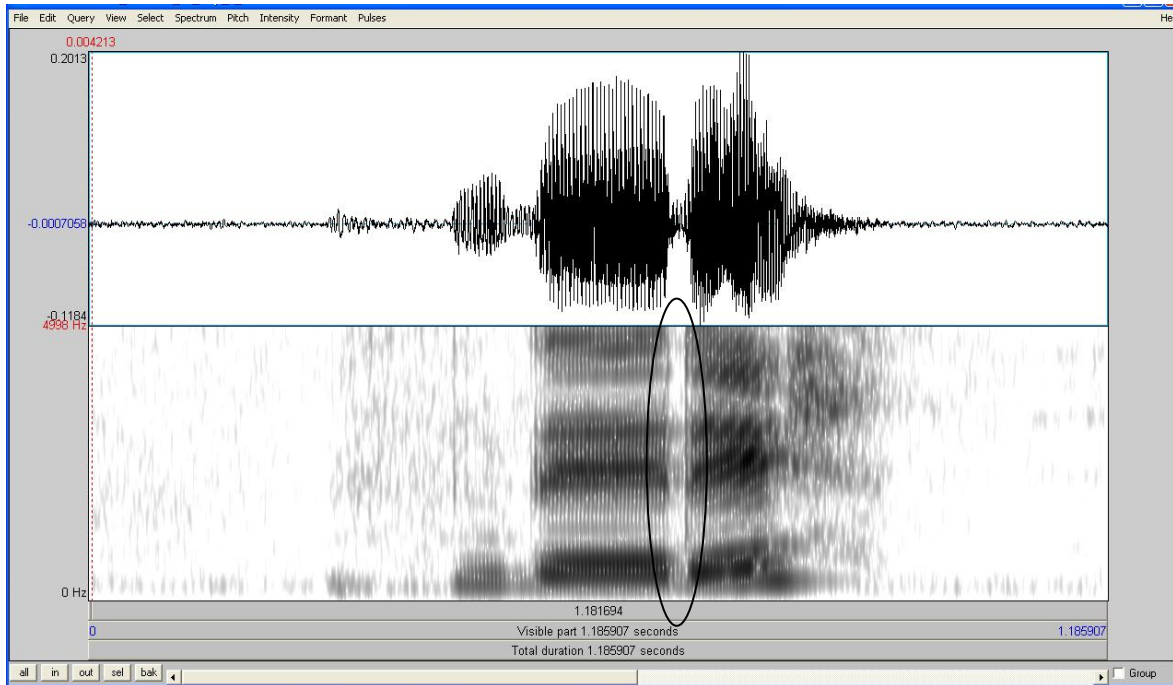 File Edit Query View Select Spectrum Pitch Intensity Formant Pulses He
0.004213
0.2013
-0.0007058
-0.1184
4998 Hz
0 Hz
1.181694
0 Visible part 1.185907 seconds 1.185907
Total duration 1.185907 seconds
all in out sel bak Group